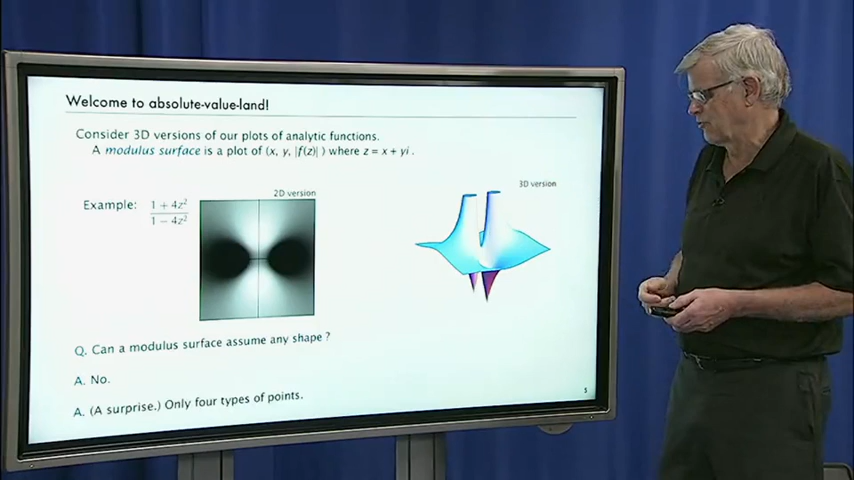 Welcome to absolute-value-land!
Consider 3D versions of our plots of analytic functions.
A modulus surface is a plot of (x, y, |f(z)| ) where z = x + yi .
2D version
3D version
Example:
1 + 4z²
1 − 4z²
Q. Can a modulus surface assume any shape ?
A. No.
A. (A surprise.) Only four types of points.
5